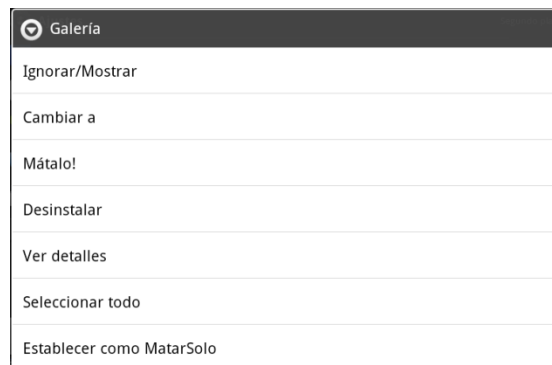 Galería
Ignorar/Mostrar
Cambiar a
Mátalo!
Desinstalar
Ver detalles
Seleccionar todo
Establecer como MatarSolo